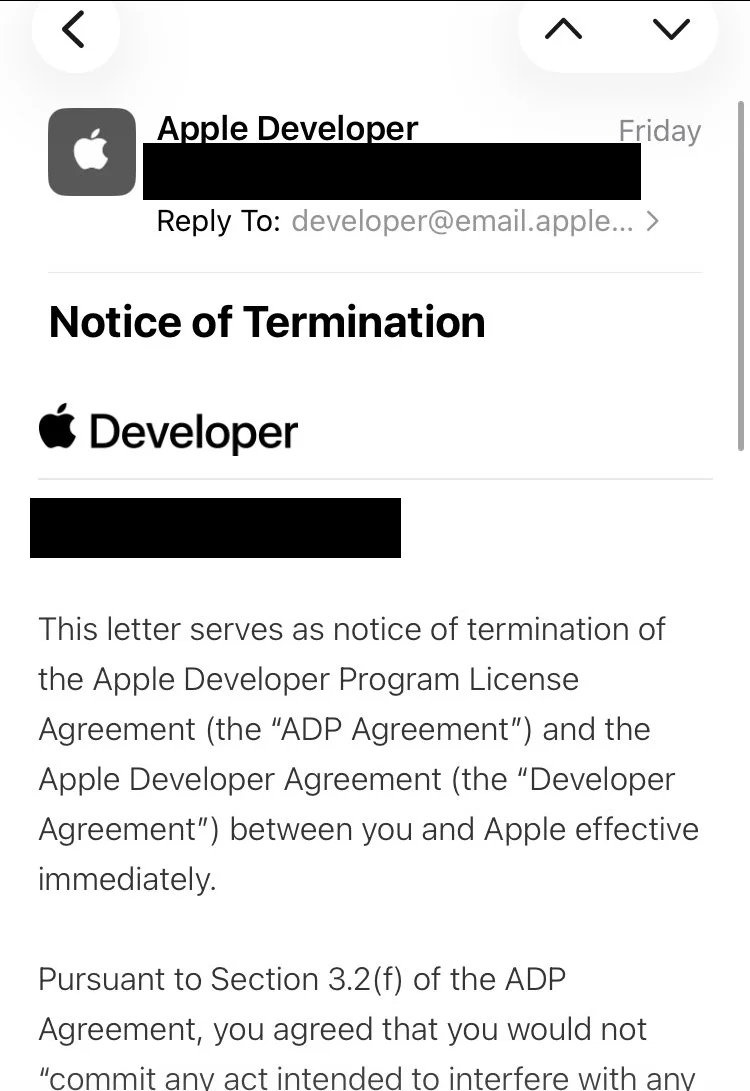 Apple Developer
Friday
Reply To: developer@email.apple...
Notice of Termination
Developer
This letter serves as notice of termination of
the Apple Developer Program License
Agreement (the “ADP Agreement”) and the
Apple Developer Agreement (the “Developer
Agreement”) between you and Apple effective
immediately.
Pursuant to Section 3.2(f) of the ADP
Agreement, you agreed that you would not
“commit any act intended to interfere with any